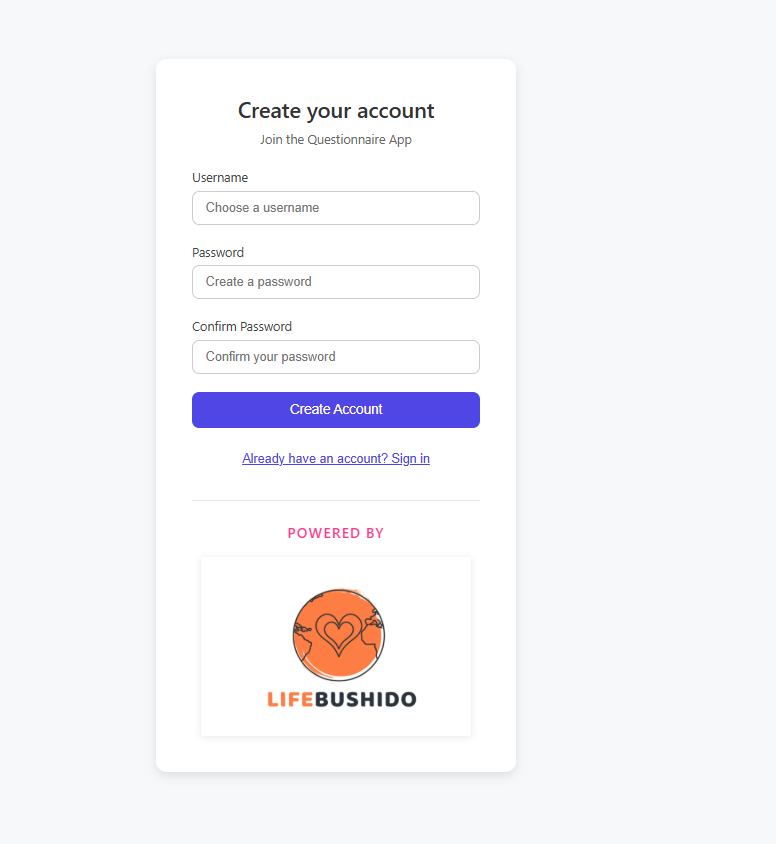 Create your account
Join the Questionnaire App
Username
Choose a username
Password
Create a password
Confirm Password
Confirm your password
Create Account
Already have an account? Sign in
POWERED BY
LIFEBUSHIDO